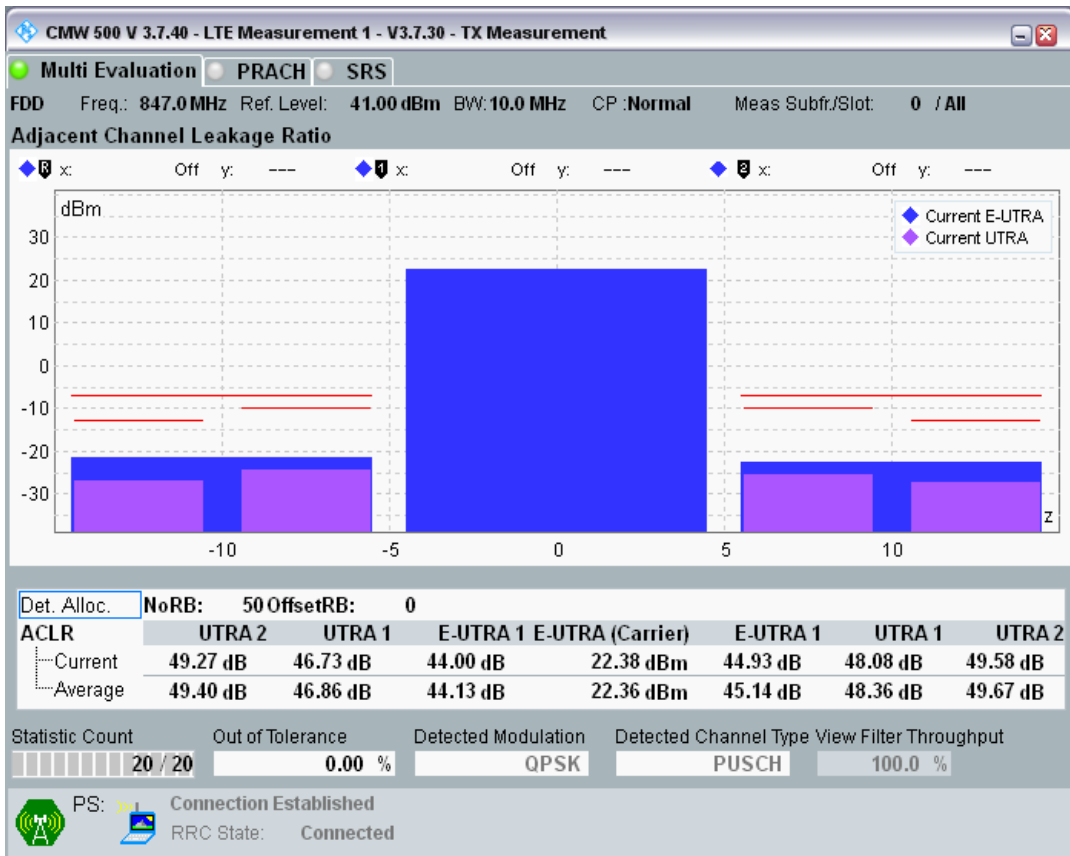 CMW 500 V 3.7.40 - LTE Measurement 1 - V3.7.30 - TX Measurement
Multi Evaluation PRACH SRS
FDD Freq.: 847.0 MHz Ref. Level: 41.00 dBm BW: 10.0 MHz CP :Normal Meas Subfr./Slot: 0 / All
Adjacent Channel Leakage Ratio
R x: Off y: --- 1 x: Off y: --- 2 x: Off y: ---
dBm
Current E-UTRA
Current UTRA
30
20
10
0
-10
-20
-30
z
-10 -5 0 5 10
Det. Alloc. NoRB: 50 OffsetRB: 0
ACLR UTRA 2 UTRA 1 E-UTRA 1 E-UTRA (Carrier) E-UTRA 1 UTRA 1 UTRA 2
Current 49.27 dB 46.73 dB 44.00 dB 22.38 dBm 44.93 dB 48.08 dB 49.58 dB
Average 49.40 dB 46.86 dB 44.13 dB 22.36 dBm 45.14 dB 48.36 dB 49.67 dB
Statistic Count Out of Tolerance Detected Modulation Detected Channel Type View Filter Throughput
20 / 20 0.00 % QPSK PUSCH 100.0 %
PS: Connection Established
RRC State: Connected